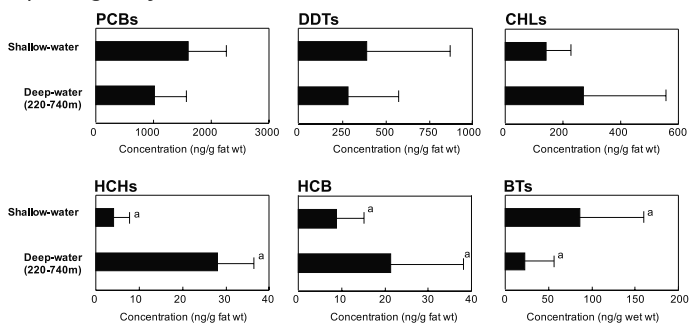 PCBs DDTs CHLs
Shallow-water
Deep-water
(220-740m)
0 1000 2000 3000 0 250 500 750 1000 0 200 400 600
Concentration (ng/g fat wt) Concentration (ng/g fat wt) Concentration (ng/g fat wt)
HCHs HCB BTs
Shallow-water a a a
Deep-water a a a
(220-740m)
0 10 20 30 40 0 10 20 30 40 0 50 100 150 200
Concentration (ng/g fat wt) Concentration (ng/g fat wt) Concentration (ng/g wet wt)